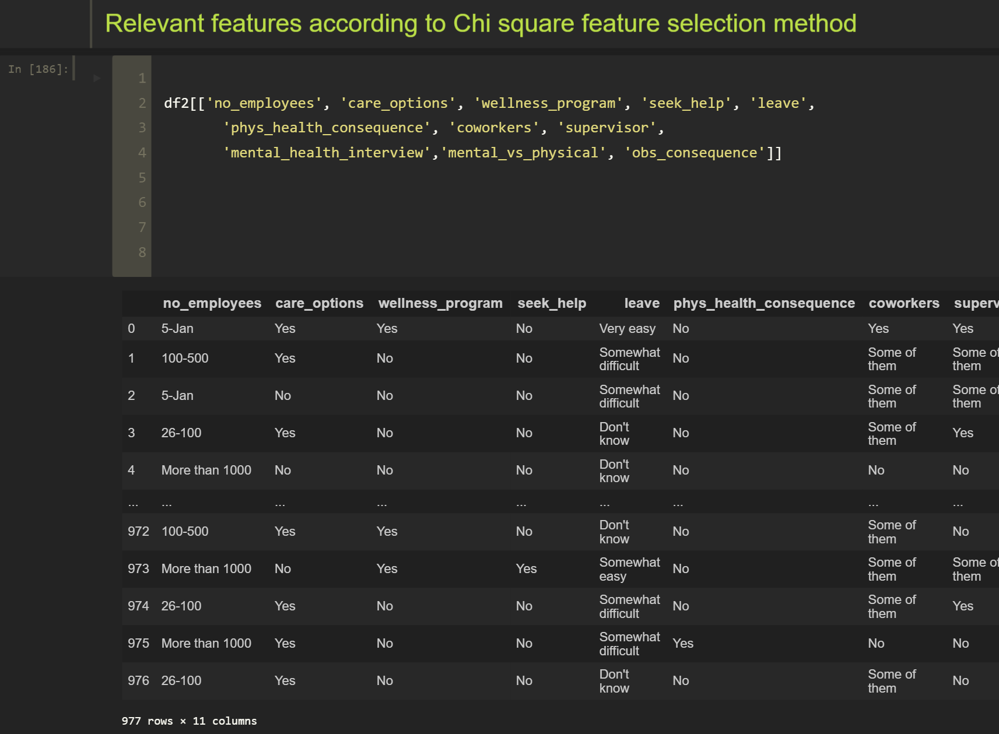 Relevant features according to Chi square feature selection method
In [186]:
1
2 df2[['no_employees', 'care_options', 'wellness_program', 'seek_help', 'leave',
3 'phys_health_consequence', 'coworkers', 'supervisor',
4 'mental_health_interview','mental_vs_physical', 'obs_consequence']]
5
6
7
8
no_employees care_options wellness_program seek_help leave phys_health_consequence coworkers superv
0 5-Jan Yes Yes No Very easy No Yes Yes
1 100-500 Yes No No Somewhat difficult No Some of them Some of them
2 5-Jan No No No Somewhat difficult No Some of them Some of them
3 26-100 Yes No No Don't know No Some of them Yes
4 More than 1000 No No No Don't know No No No
... ... ... ... ... ... ... ... ...
972 100-500 Yes Yes No Don't know No Some of them No
973 More than 1000 No Yes Yes Somewhat easy No Some of them Some of them
974 26-100 Yes No No Somewhat difficult No Some of them Yes
975 More than 1000 Yes No No Somewhat difficult Yes No No
976 26-100 Yes No No Don't know No Some of them No
977 rows × 11 columns